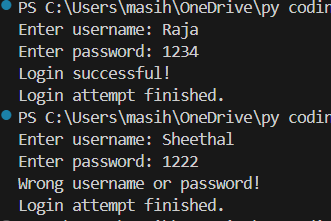 PS C:\Users\masih\OneDrive\py codin
Enter username: Raja
Enter password: 1234
Login successful!
Login attempt finished.
PS C:\Users\masih\OneDrive\py codin
Enter username: Sheethal
Enter password: 1222
Wrong username or password!
Login attempt finished.